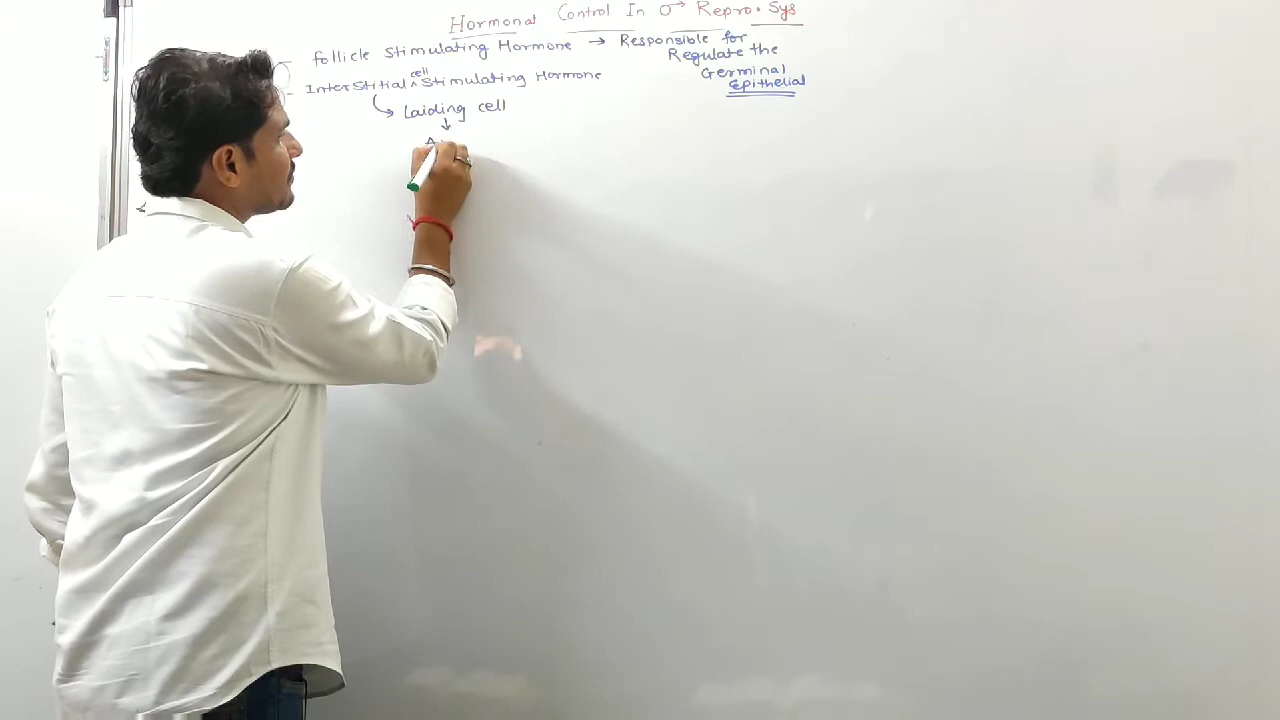 Hormonal Control In ♂ Repro. Sys
Follicle Stimulating Hormone → Responsible for
Regulate the
Germinal
Epithelial
Interstitial cell Stimulating Hormone
Laiding cell
A